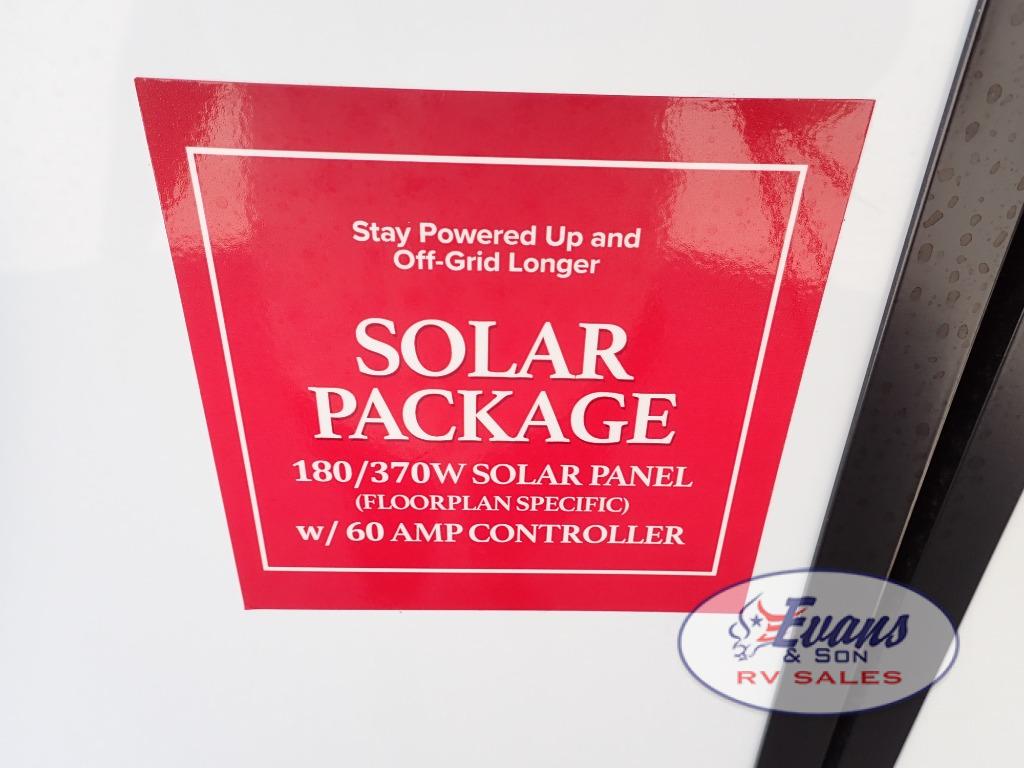 Stay Powered Up and
Off-Grid Longer
SOLAR
PACKAGE
180/370W SOLAR PANEL
(FLOORPLAN SPECIFIC)
w/ 60 AMP CONTROLLER
Evans
& SON
RV SALES